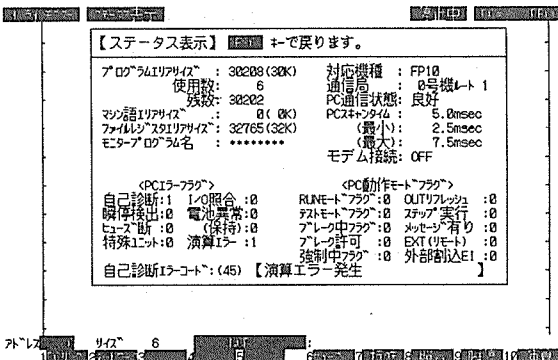 【ステータス表示】 キーで戻ります。
プログラムエリアサイズ : 30208(30K) 対応機種 : FP10
使用数: 6 通信局 : 0号機ルート 1
残数: 30202 PC通信状態: 良好
マシン語エリアサイズ : 0( 0K) PCスキャンタイム : 5.0msec
ファイルレジスタエリアサイズ: 32765(32K) (最小): 2.5msec
モニタープログラム名 : ******** (最大): 7.5msec
モデム接続: OFF
<PCエラーフラグ> <PC動作モードフラグ>
自己診断:1 I/O照合 :0 RUNモードフラグ:0 OUTリフレッシュ :0
瞬停検出:0 電池異常:0 テストモードフラグ:0 ステップ実行 :0
ヒューズ断 :0 (保持):0 ブレーク中フラグ:0 メッセージ有り :0
特殊ユニット:0 演算エラー :1 ブレーク許可 :0 EXT(リモート) :0
強制中フラグ :0 外部割込EI :0
自己診断エラーコード:(45) 【演算エラー発生 】
アドレス サイズ 6 :